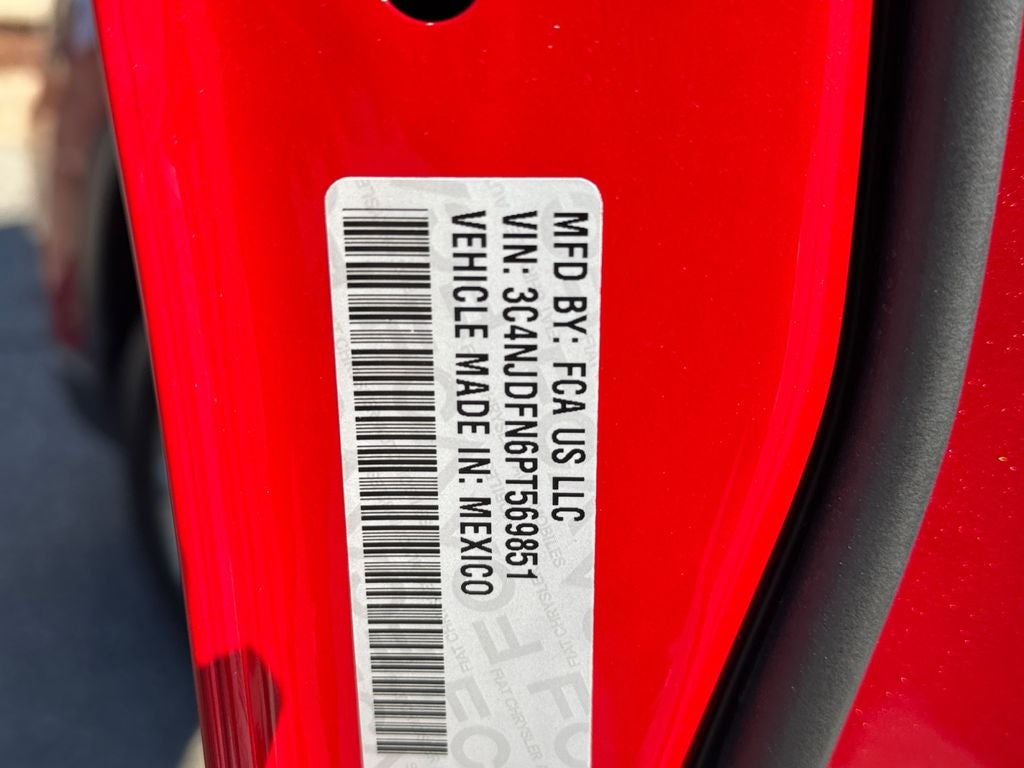 MFD BY: FCA US LLC
VIN: 3C4NJDFN6PT569851
VEHICLE MADE IN: MEXICO